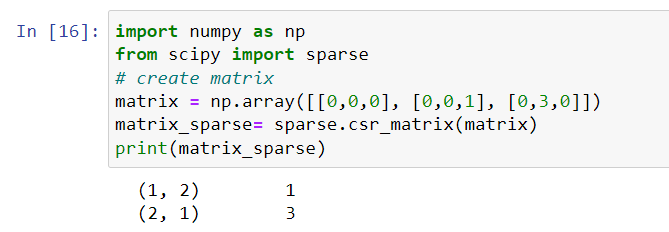 In [16]: import numpy as np
from scipy import sparse
# create matrix
matrix = np.array([[0,0,0], [0,0,1], [0,3,0]])
matrix_sparse= sparse.csr_matrix(matrix)
print(matrix_sparse)
(1, 2) 1
(2, 1) 3